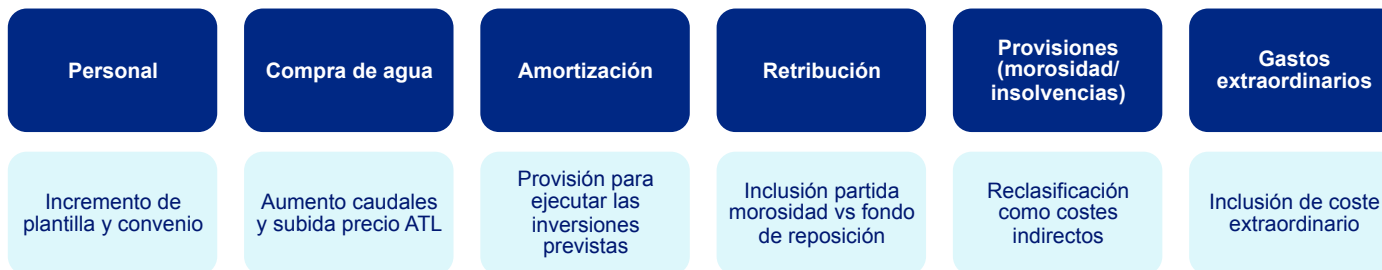 Personal
Compra de agua
Amortización
Retribución
Provisiones
(morosidad/
insolvencias)
Gastos
extraordinarios
Incremento de
plantilla y convenio
Aumento caudales
y subida precio ATL
Provisión para
ejecutar las
inversiones
previstas
Inclusión partida
morosidad vs fondo
de reposición
Reclasificación
como costes
indirectos
Inclusión de coste
extraordinario